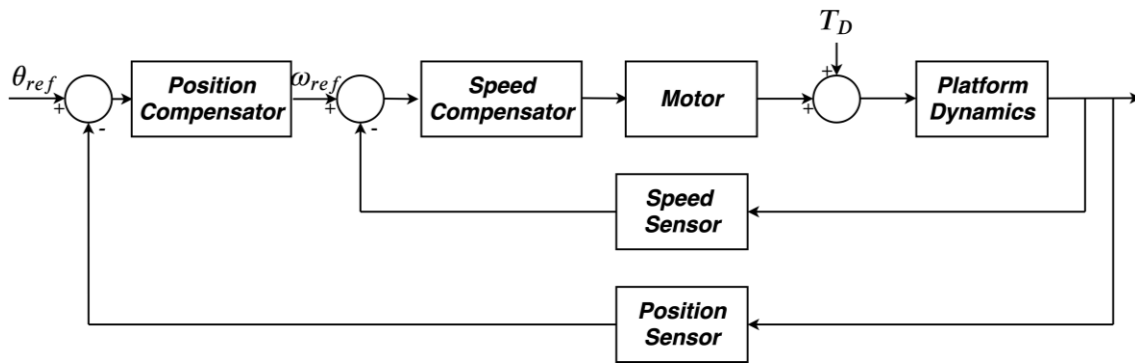 T_D
θ_ref
Position
Compensator
ω_ref
Speed
Compensator
Motor
Platform
Dynamics
+
-
+
-
+
+
Speed
Sensor
Position
Sensor